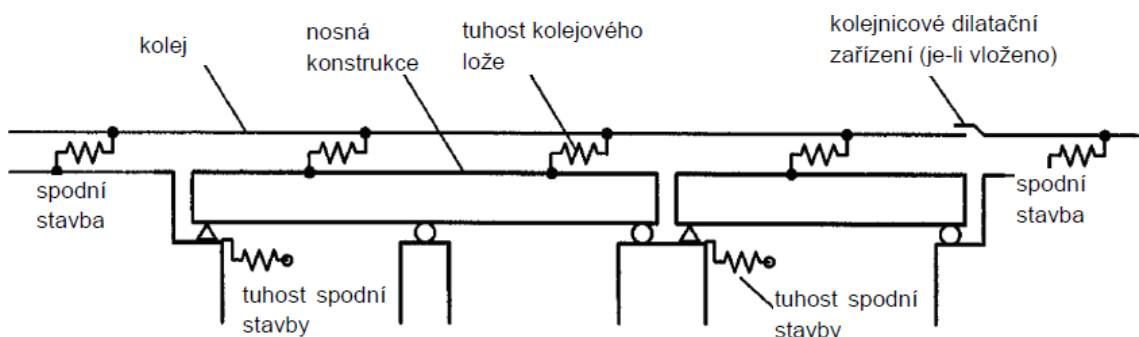 kolej
nosná
konstrukce
tuhost kolejového
lože
kolejnicové dilatační
zařízení (je-li vloženo)
spodní
stavba
spodní
stavba
tuhost spodní
stavby
tuhost spodní
stavby